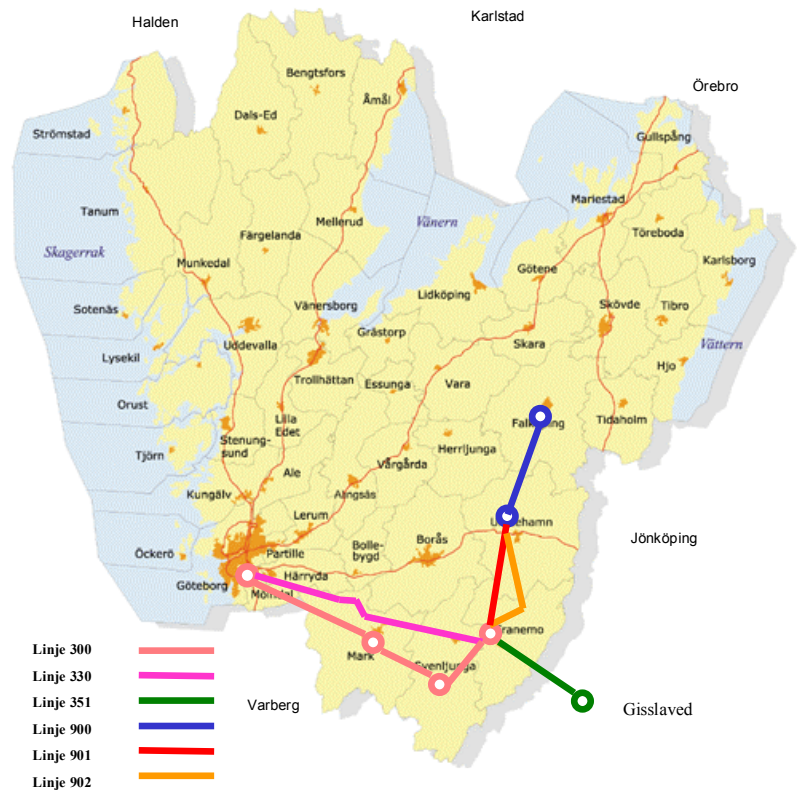 Halden
Karlstad
Örebro
Bengtsfors
Åmål
Dals-Ed
Strömstad
Gullspång
Mariestad
Tanum
Mellerud
Vänern
Töreboda
Färgelanda
Skagerrak
Munkedal
Götene
Karlsborg
Lidköping
Sotenäs
Vänersborg
Skövde
Tibro
Grästorp
Uddevalla
Skara
Vättern
Lysekil
Hjo
Trollhättan
Essunga
Vara
Orust
Lilla
Edet
Tidaholm
Stenung-
sund
Herrljunga
Tjörn
Vårgårda
Ale
Kungälv
Alingsås
Lerum
Jönköping
Öckerö
Partille
Bolle-
bygd
Borås
Göteborg
Härryda
Mark
Svenljunga
Linje 300
Linje 330
Linje 351
Linje 900
Linje 901
Linje 902
Varberg
Gisslaved